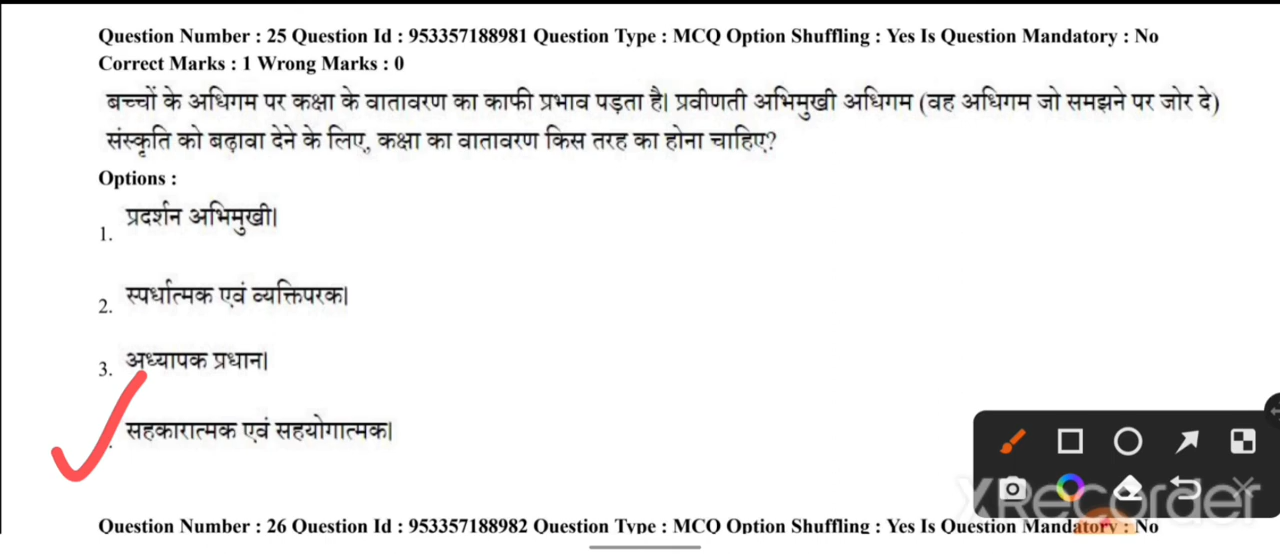 Question Number : 25 Question Id : 953357188981 Question Type : MCQ Option Shuffling : Yes Is Question Mandatory : No
Correct Marks : 1 Wrong Marks : 0
बच्चों के अधिगम पर कक्षा के वातावरण का काफी प्रभाव पड़ता है। प्रवीणती अभिमुखी अधिगम (वह अधिगम जो समझने पर जोर दे)
संस्कृति को बढ़ावा देने के लिए, कक्षा का वातावरण किस तरह का होना चाहिए?
Options :
1. प्रदर्शन अभिमुखी।
2. स्पर्धात्मक एवं व्यक्तिपरक।
3. अध्यापक प्रधान।
सहकारात्मक एवं सहयोगात्मक।
XRecorder
Question Number : 26 Question Id : 953357188982 Question Type : MCQ Option Shuffling : Yes Is Question Mandatory : No